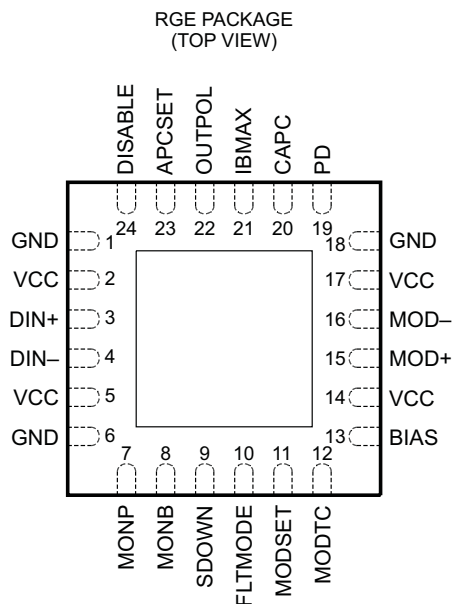 RGE PACKAGE
(TOP VIEW)
DISABLE
APCSET
OUTPOL
IBMAX
CAPC
PD
24 23 22 21 20 19
GND 1 18 GND
VCC 2 17 VCC
DIN+ 3 16 MOD–
DIN– 4 15 MOD+
VCC 5 14 VCC
GND 6 13 BIAS
7 8 9 10 11 12
MONP
MONB
SDOWN
FLTMODE
MODSET
MODTC